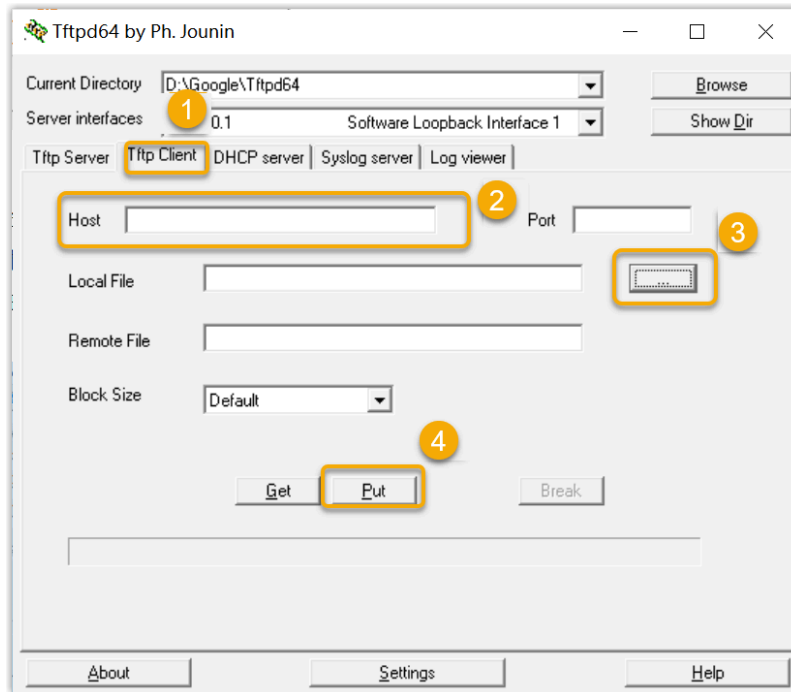 Tftpd64 by Ph. Jounin
Current Directory D:\Google\Tftpd64 Browse
1
Server interfaces 0.1 Software Loopback Interface 1 Show Dir
Tftp Server Tftp Client DHCP server Syslog server Log viewer
2
Host Port
3
Local File ...
Remote File
Block Size Default
4
Get Put Break
About Settings Help